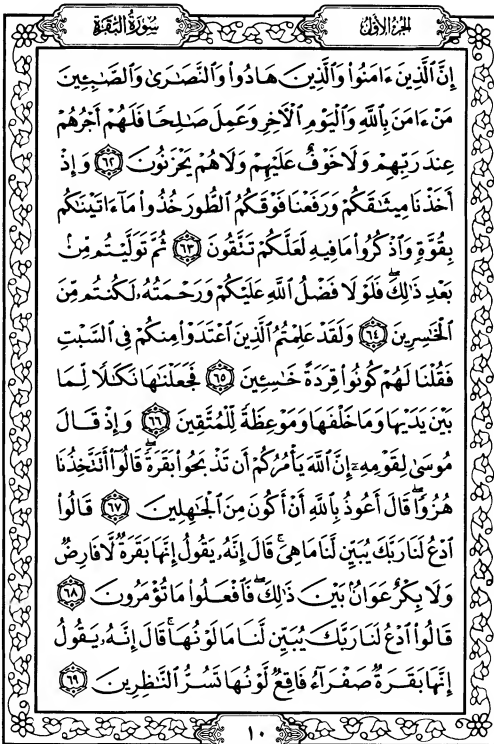 الجزء الأول
سورة البقرة
إِنَّ ٱلَّذِينَ ءَامَنُوا۟ وَٱلَّذِينَ هَادُوا۟ وَٱلنَّصَٰرَىٰ وَٱلصَّٰبِـِٔينَ
مَنْ ءَامَنَ بِٱللَّهِ وَٱلْيَوْمِ ٱلْءَاخِرِ وَعَمِلَ صَٰلِحًا فَلَهُمْ أَجْرُهُمْ
عِندَ رَبِّهِمْ وَلَا خَوْفٌ عَلَيْهِمْ وَلَا هُمْ يَحْزَنُونَ ٦٢ وَإِذْ
أَخَذْنَا مِيثَٰقَكُمْ وَرَفَعْنَا فَوْقَكُمُ ٱلطُّورَ خُذُوا۟ مَآ ءَاتَيْنَٰكُم
بِقُوَّةٍ وَٱذْكُرُوا۟ مَا فِيهِ لَعَلَّكُمْ تَتَّقُونَ ٦٣ ثُمَّ تَوَلَّيْتُم مِّنۢ
بَعْدِ ذَٰلِكَ ۖ فَلَوْلَا فَضْلُ ٱللَّهِ عَلَيْكُمْ وَرَحْمَتُهُۥ لَكُنتُم مِّنَ
ٱلْخَٰسِرِينَ ٦٤ وَلَقَدْ عَلِمْتُمُ ٱلَّذِينَ ٱعْتَدَوْا۟ مِنكُمْ فِى ٱلسَّبْتِ
فَقُلْنَا لَهُمْ كُونُوا۟ قِرَدَةً خَٰسِـِٔينَ ٦٥ فَجَعَلْنَٰهَا نَكَٰلًا لِّمَا
بَيْنَ يَدَيْهَا وَمَا خَلْفَهَا وَمَوْعِظَةً لِّلْمُتَّقِينَ ٦٦ وَإِذْ قَالَ
مُوسَىٰ لِقَوْمِهِۦٓ إِنَّ ٱللَّهَ يَأْمُرُكُمْ أَن تَذْبَحُوا۟ بَقَرَةً ۖ قَالُوٓا۟ أَتَتَّخِذُنَا
هُزُوًا ۖ قَالَ أَعُوذُ بِٱللَّهِ أَنْ أَكُونَ مِنَ ٱلْجَٰهِلِينَ ٦٧ قَالُوا۟
ٱدْعُ لَنَا رَبَّكَ يُبَيِّن لَّنَا مَا هِىَ ۚ قَالَ إِنَّهُۥ يَقُولُ إِنَّهَا بَقَرَةٌ لَّا فَارِضٌ
وَلَا بِكْرٌ عَوَانٌۢ بَيْنَ ذَٰلِكَ ۖ فَٱفْعَلُوا۟ مَا تُؤْمَرُونَ ٦٨
قَالُوا۟ ٱدْعُ لَنَا رَبَّكَ يُبَيِّن لَّنَا مَا لَوْنُهَا ۚ قَالَ إِنَّهُۥ يَقُولُ
إِنَّهَا بَقَرَةٌ صَفْرَآءُ فَاقِعٌ لَّوْنُهَا تَسُرُّ ٱلنَّٰظِرِينَ ٦٩
١٠